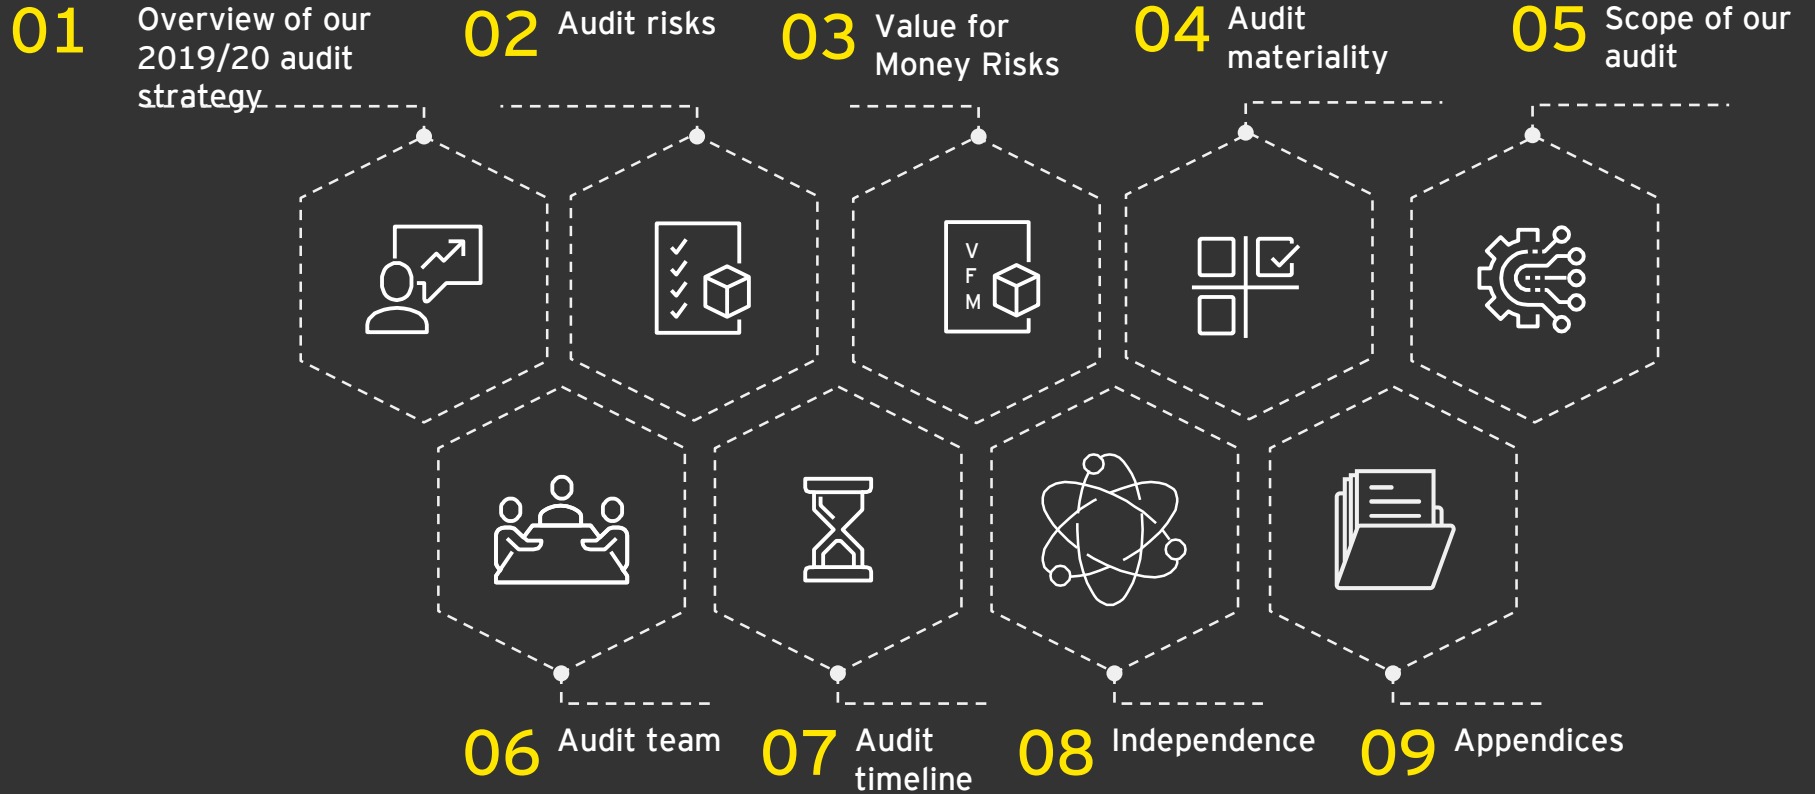 01
Overview of our
2019/20 audit
strategy
02
Audit risks
03
Value for
Money Risks
04
Audit
materiality
05
Scope of our
audit
V
F
M
06
Audit team
07
Audit
timeline
08
Independence
09
Appendices